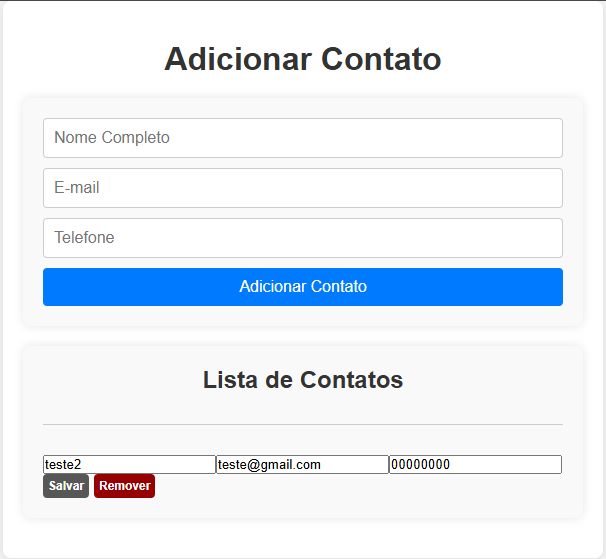 Adicionar Contato
Nome Completo
E-mail
Telefone
Adicionar Contato
Lista de Contatos
teste2 teste@gmail.com 00000000
Salvar Remover